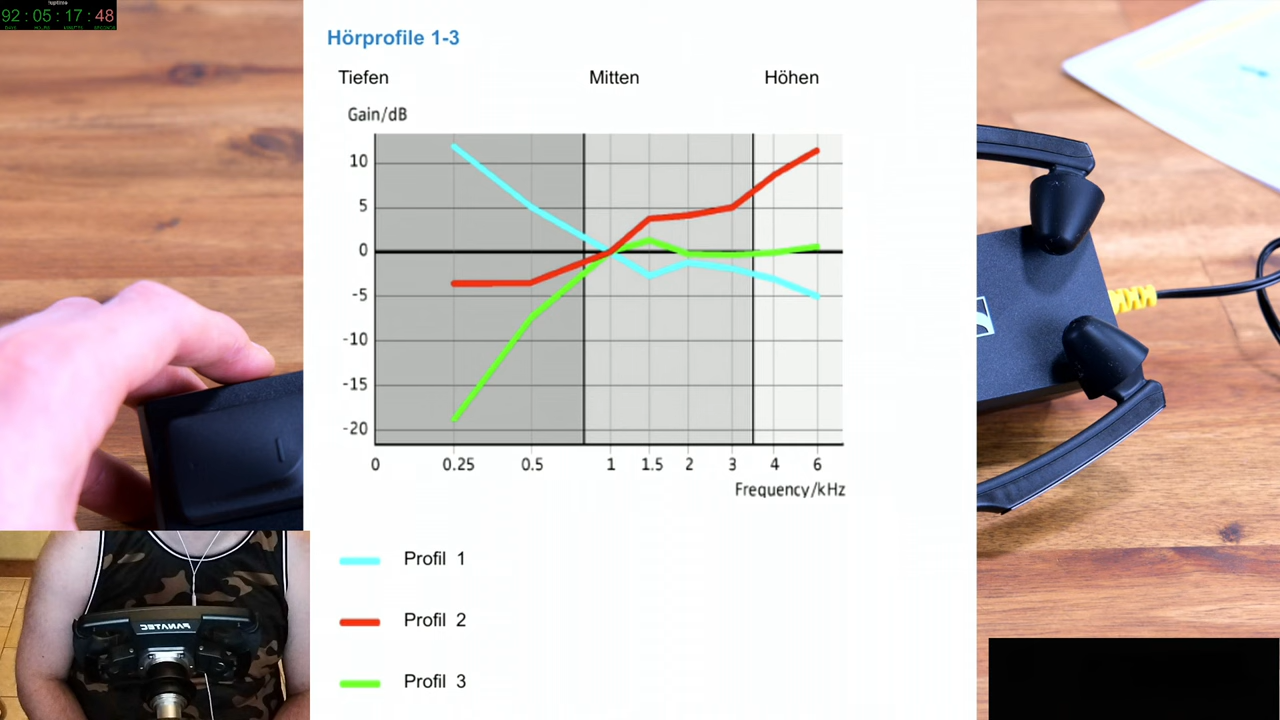 92:05:17:48
Hörprofile 1-3
Tiefen Mitten Höhen
Gain/dB
10
5
0
-5
-10
-15
-20
0 0.25 0.5 1 1.5 2 3 4 6
Frequency/kHz
Profil 1
Profil 2
Profil 3
FANATEC